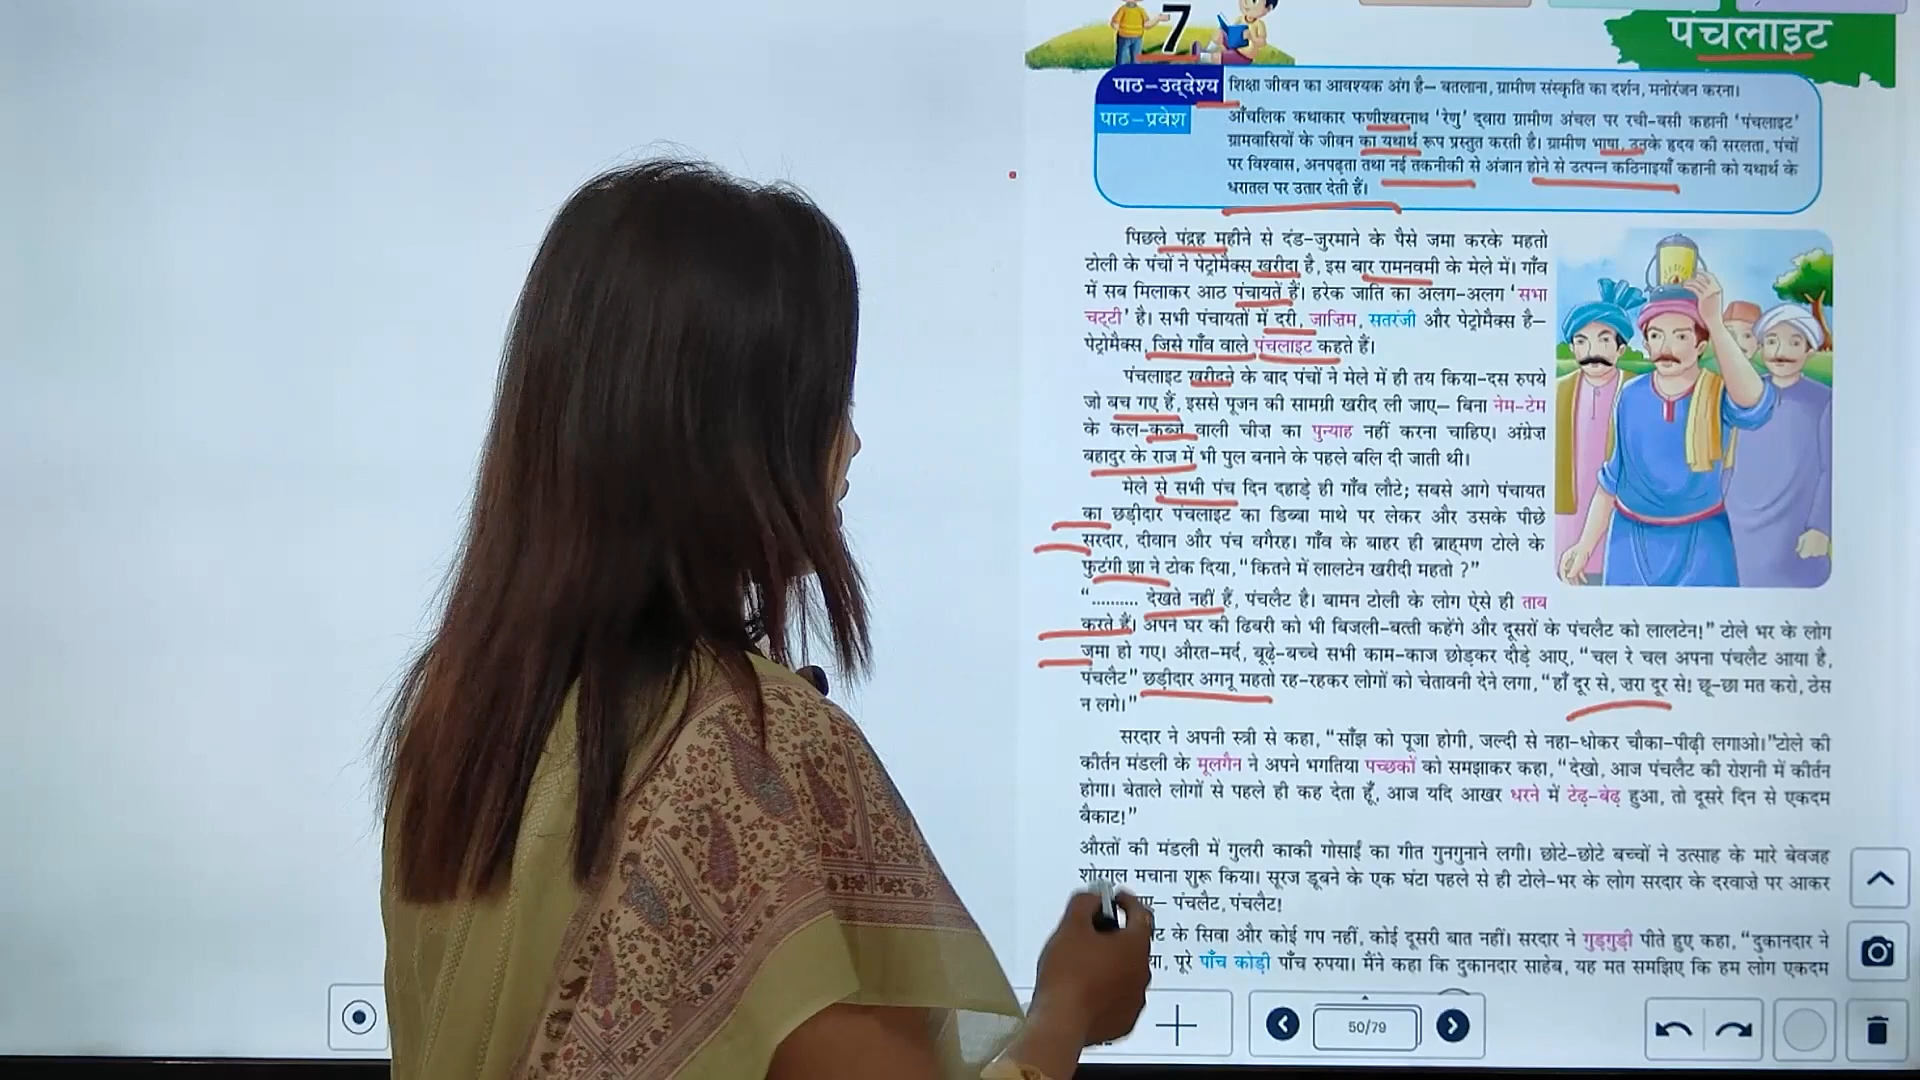 7
पंचलाइट
पाठ-उद्देश्य शिक्षा जीवन का आवश्यक अंग है— बतलाना, ग्रामीण संस्कृति का दर्शन, मनोरंजन करना।
पाठ-प्रवेश आँचलिक कथाकार फणीश्वरनाथ ‘रेणु’ द्वारा ग्रामीण अंचल पर रची-बसी कहानी ‘पंचलाइट’
ग्रामवासियों के जीवन का यथार्थ रूप प्रस्तुत करती है। ग्रामीण भाषा, उनके हृदय की सरलता, पंचों
पर विश्वास, अनपढ़ता तथा नई तकनीकी से अंजान होने से उत्पन्न कठिनाइयाँ कहानी को यथार्थ के
धरातल पर उतार देती हैं।
पिछले पंद्रह महीने से दंड-जुरमाने के पैसे जमा करके महतो
टोली के पंचों ने पेट्रोमैक्स खरीदा है, इस बार रामनवमी के मेले में। गाँव
में सब मिलाकर आठ पंचायतें हैं। हरेक जाति का अलग-अलग ‘सभा
चट्टी’ है। सभी पंचायतों में दरी, जाज़िम, सतरंजी और पेट्रोमैक्स है—
पेट्रोमैक्स, जिसे गाँव वाले पंचलाइट कहते हैं।
पंचलाइट खरीदने के बाद पंचों ने मेले में ही तय किया-दस रुपये
जो बच गए हैं, इससे पूजन की सामग्री खरीद ली जाए— बिना नेम-टेम
के कल-कब्जे वाली चीज़ का पुन्याह नहीं करना चाहिए। अंग्रेज़
बहादुर के राज में भी पुल बनाने के पहले बलि दी जाती थी।
मेले से सभी पंच दिन दहाड़े ही गाँव लौटे; सबसे आगे पंचायत
का छड़ीदार पंचलाइट का डिब्बा माथे पर लेकर और उसके पीछे
सरदार, दीवान और पंच वगैरह। गाँव के बाहर ही ब्राह्मण टोले के
फुटंगी झा ने टोक दिया, “कितने में लालटेन खरीदी महतो ?”
“.......... देखते नहीं हैं, पंचलैट है। बामन टोली के लोग ऐसे ही ताब
करते हैं। अपने घर की ढिबरी को भी बिजली-बत्ती कहेंगे और दूसरों के पंचलैट को लालटेन!” टोले भर के लोग
जमा हो गए। औरत-मर्द, बूढ़े-बच्चे सभी काम-काज छोड़कर दौड़े आए, “चल रे चल अपना पंचलैट आया है,
पंचलैट” छड़ीदार अगनू महतो रह-रहकर लोगों को चेतावनी देने लगा, “हाँ दूर से, ज़रा दूर से! छू-छा मत करो, ठेस
न लगे।”
सरदार ने अपनी स्त्री से कहा, “साँझ को पूजा होगी, जल्दी से नहा-धोकर चौका-पीढ़ी लगाओ।”टोले की
कीर्तन मंडली के मूलगैन ने अपने भगतिया पच्छकों को समझाकर कहा, “देखो, आज पंचलैट की रोशनी में कीर्तन
होगा। बेताले लोगों से पहले ही कह देता हूँ, आज यदि आखर धरने में टेढ़-बेढ़ हुआ, तो दूसरे दिन से एकदम
बैकाट!”
औरतों की मंडली में गुलरी काकी गोसाईं का गीत गुनगुनाने लगी। छोटे-छोटे बच्चों ने उत्साह के मारे बेवजह
शोरगुल मचाना शुरू किया। सूरज डूबने के एक घंटा पहले से ही टोले-भर के लोग सरदार के दरवाजे पर आकर
— पंचलैट, पंचलैट!
के सिवा और कोई गप नहीं, कोई दूसरी बात नहीं। सरदार ने गुड़गुड़ी पीते हुए कहा, “दुकानदार ने
पूरे पाँच कोड़ी पाँच रुपया। मैंने कहा कि दुकानदार साहेब, यह मत समझिए कि हम लोग एकदम
50/79